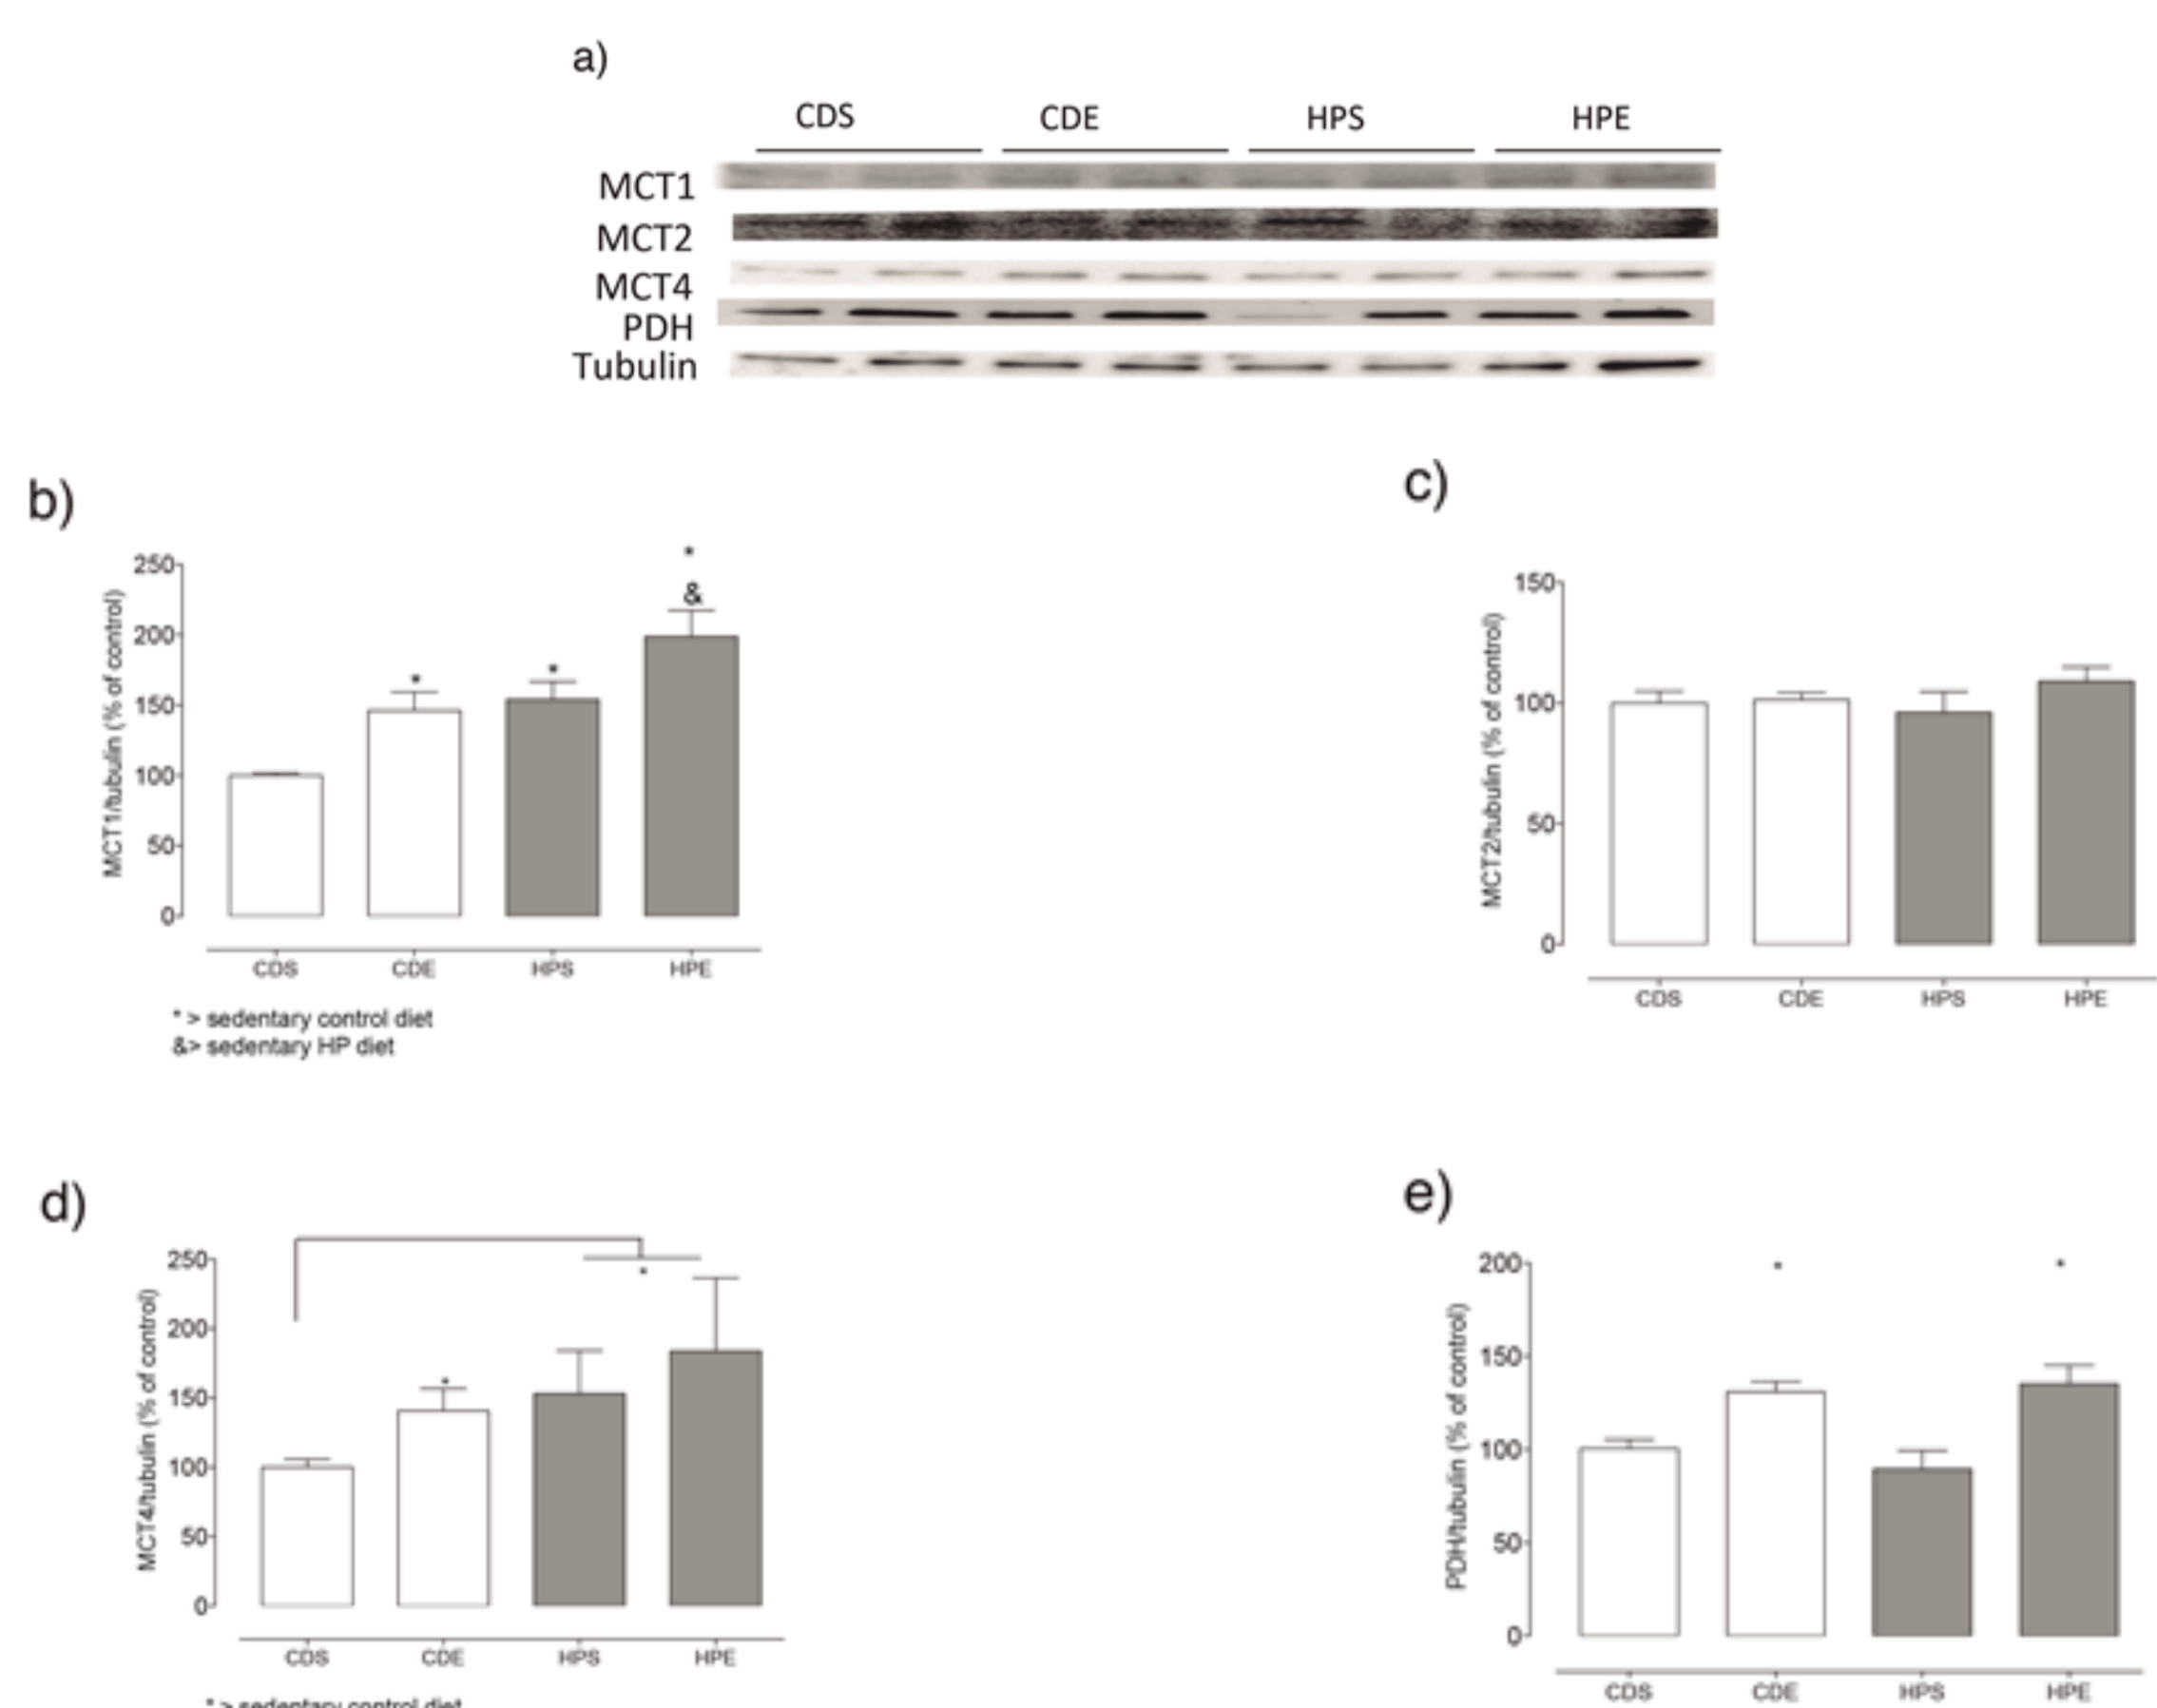 a)
CDS CDE HPS HPE
MCT1
MCT2
MCT4
PDH
Tubulin
b)
MCT1/tubulin (% of control)
250
200
150
100
50
0
*
*
*
&
CDS CDE HPS HPE
* > sedentary control diet
&> sedentary HP diet
c)
MCT2/tubulin (% of control)
150
100
50
0
CDS CDE HPS HPE
d)
MCT4/tubulin (% of control)
250
200
150
100
50
0
*
*
CDS CDE HPS HPE
* > sedentary control diet
e)
PDH/tubulin (% of control)
200
150
100
50
0
*
*
CDS CDE HPS HPE